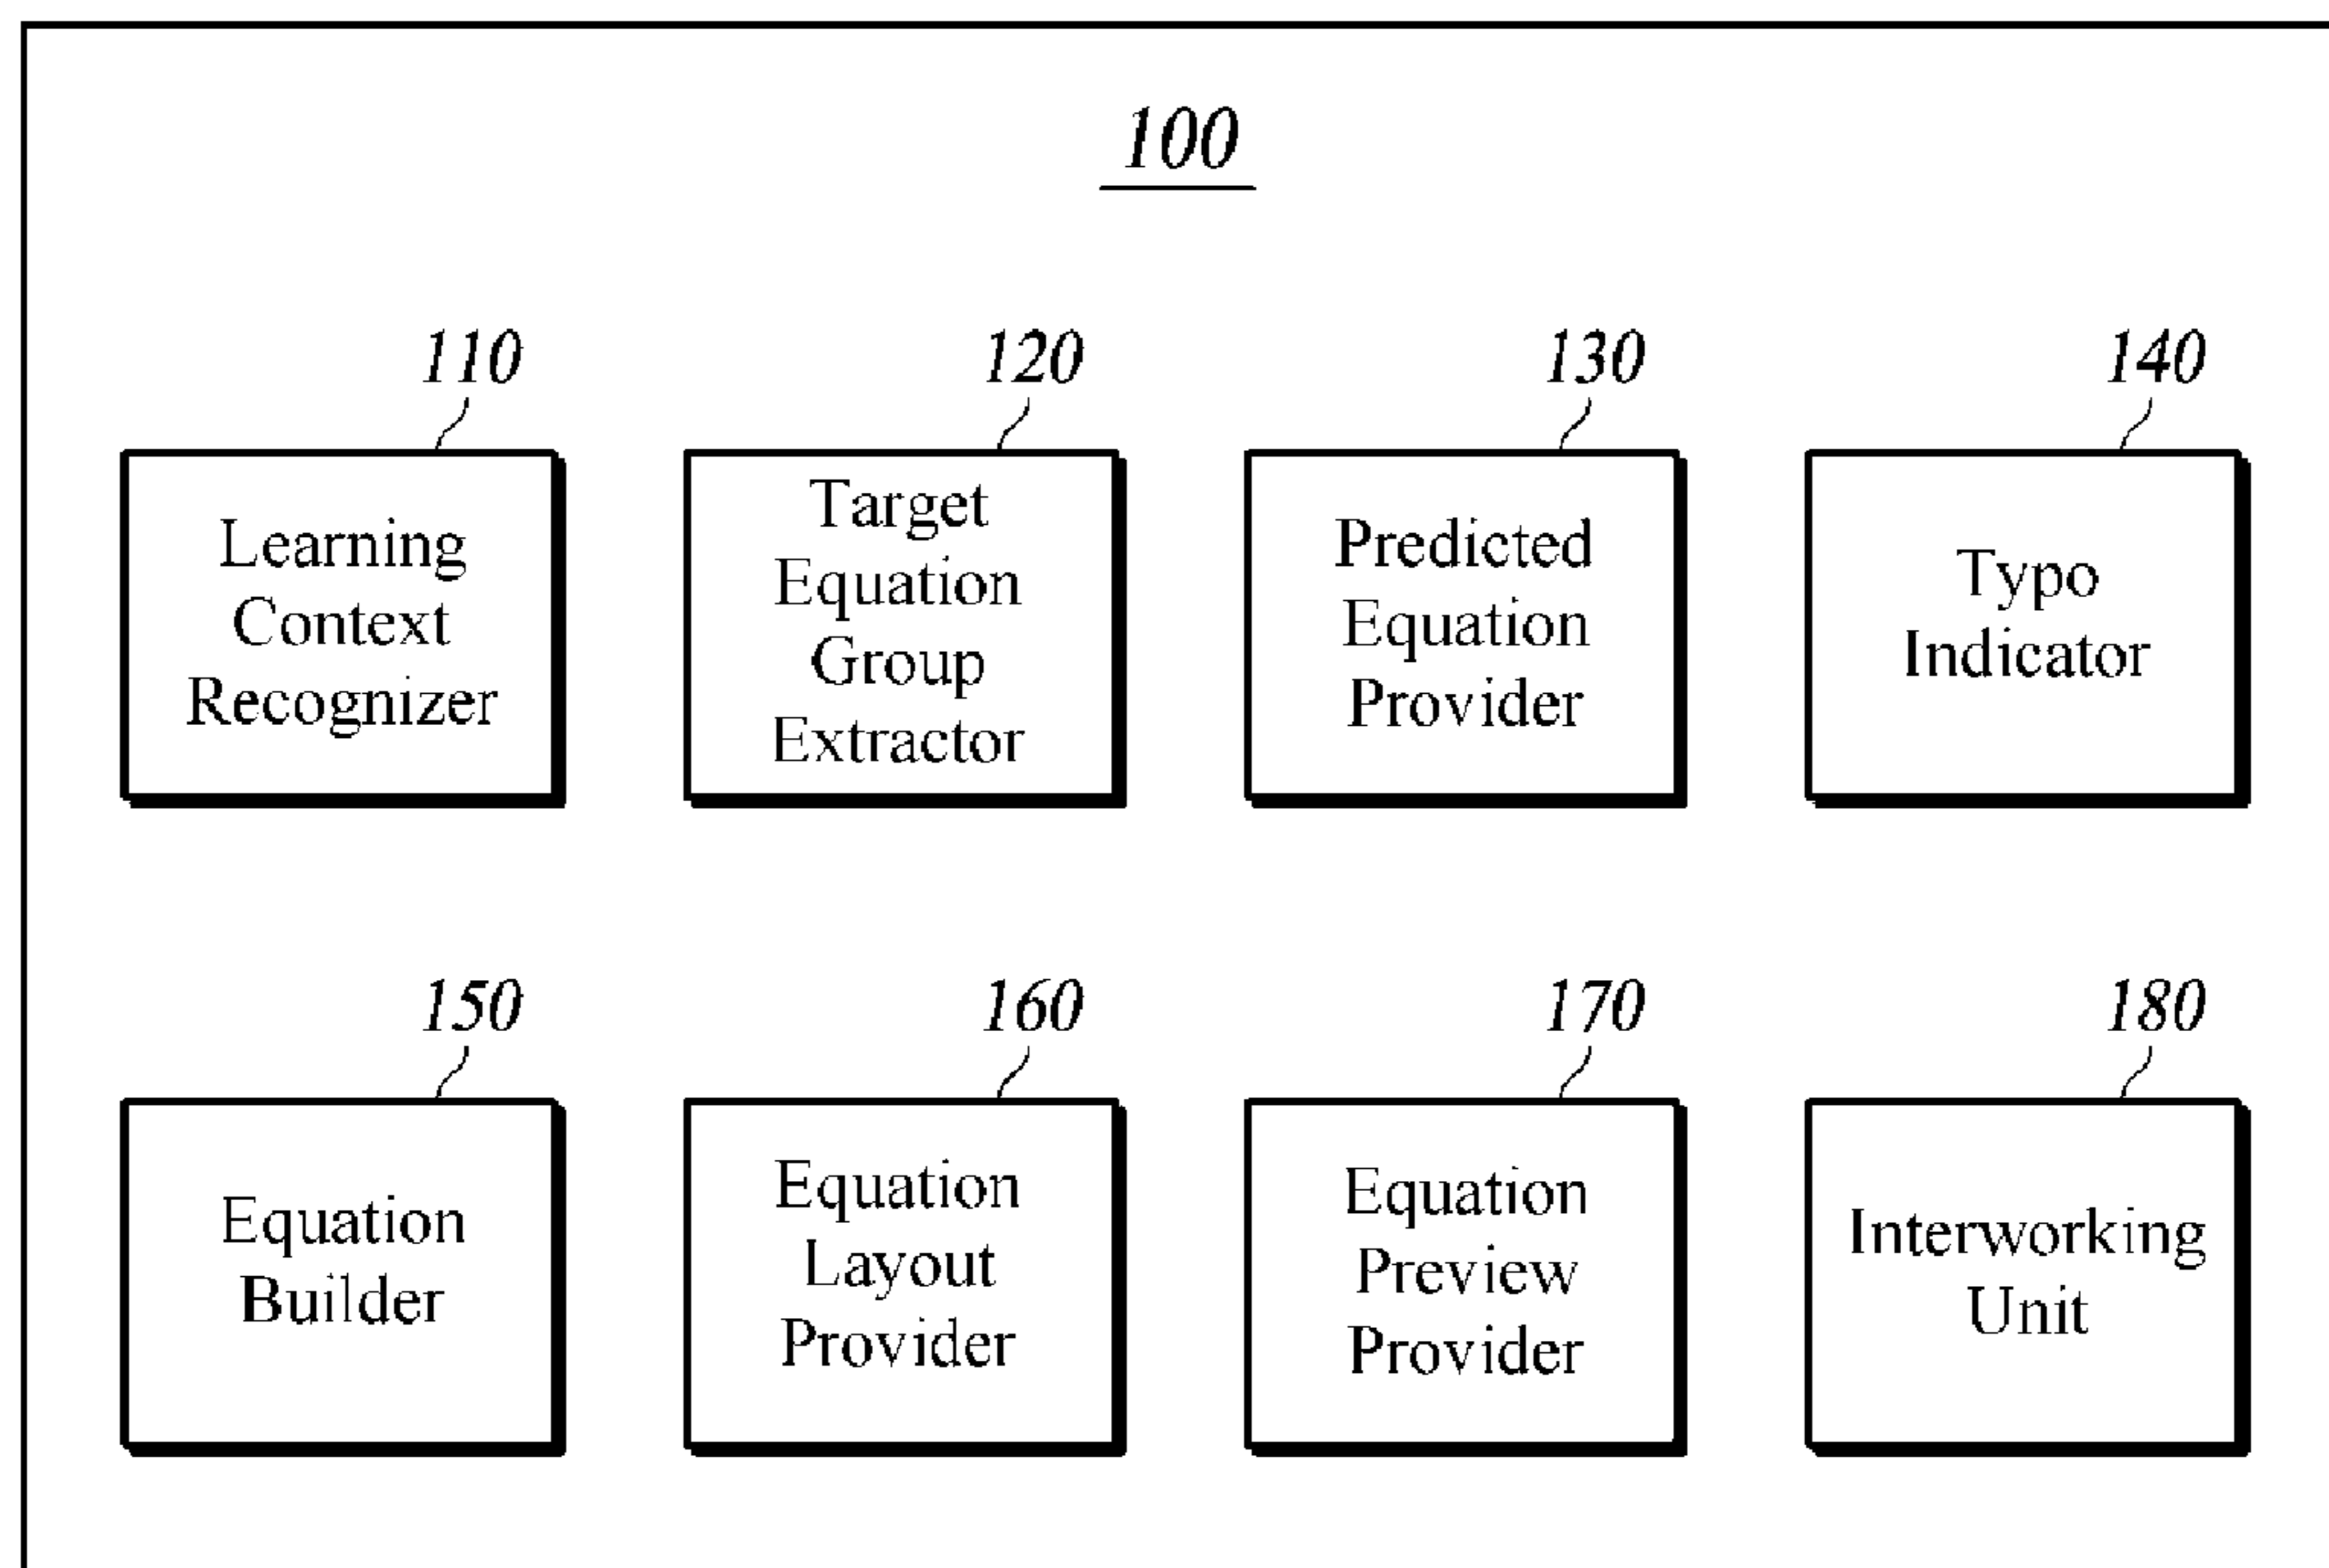 100
110
Learning
Context
Recognizer
120
Target
Equation
Group
Extractor
130
Predicted
Equation
Provider
140
Typo
Indicator
150
Equation
Builder
160
Equation
Layout
Provider
170
Equation
Preview
Provider
180
Interworking
Unit